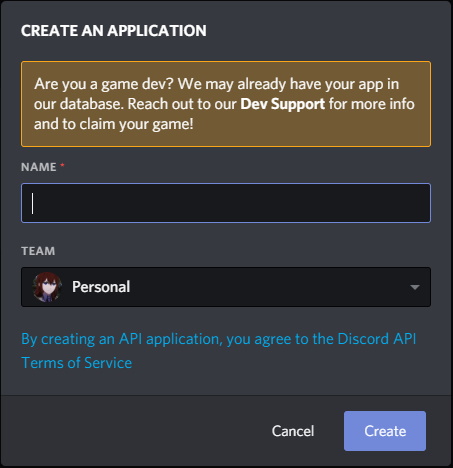 CREATE AN APPLICATION
Are you a game dev? We may already have your app in
our database. Reach out to our Dev Support for more info
and to claim your game!
NAME *
TEAM
Personal
By creating an API application, you agree to the Discord API
Terms of Service
Cancel
Create